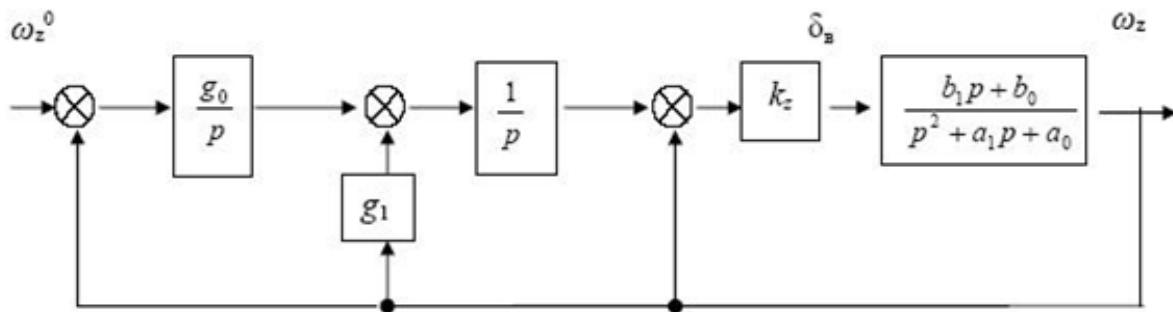 ω_z^0
δ_в
ω_z
g_0/p
1/p
k_z
(b_1p + b_0)/(p^2 + a_1p + a_0)
g_1